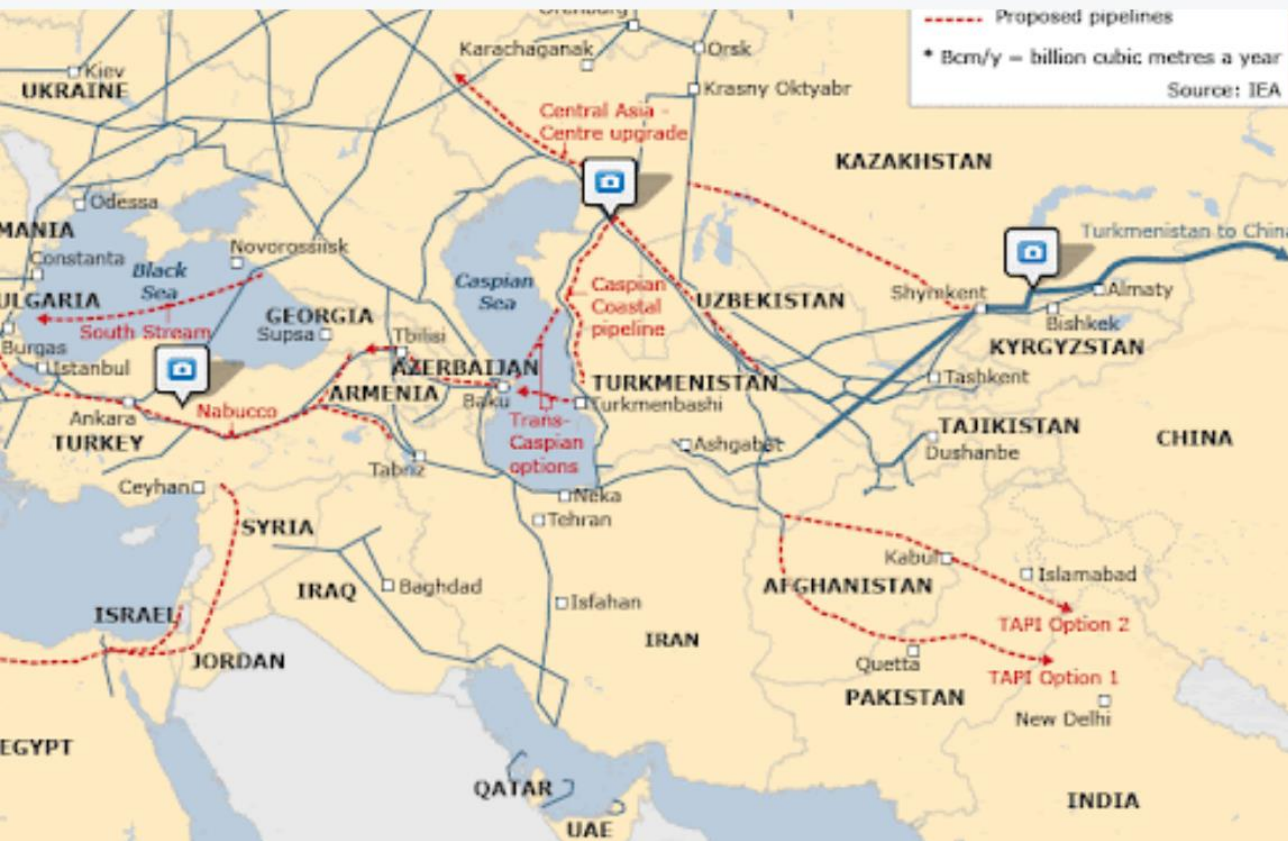 Orenburg
Proposed pipelines
* Bcm/y – billion cubic metres a year
Source: IEA
Karachaganak
Orsk
Krasny Oktyabr
Kiev
UKRAINE
Central Asia -
Centre upgrade
KAZAKHSTAN
Odessa
MANIA
Constanta
Novorossiisk
Black
Sea
Turkmenistan to China
Caspian
Sea
Caspian
Coastal
pipeline
UZBEKISTAN
Shymkent
Almaty
ULGARIA
South Stream
GEORGIA
Supsa
Tbilisi
Bishkek
KYRGYZSTAN
Burgas
Istanbul
AZERBAIJAN
ARMENIA
Baku
TURKMENISTAN
Turkmenbashi
Tashkent
Ankara
Nabucco
TURKEY
Trans-
Caspian
options
Ashgabat
TAJIKISTAN
Dushanbe
CHINA
Tabriz
Ceyhan
Neka
Tehran
SYRIA
Kabul
Islamabad
IRAQ
Baghdad
Isfahan
AFGHANISTAN
ISRAEL
IRAN
TAPI Option 2
JORDAN
Quetta
TAPI Option 1
PAKISTAN
New Delhi
EGYPT
QATAR
UAE
INDIA